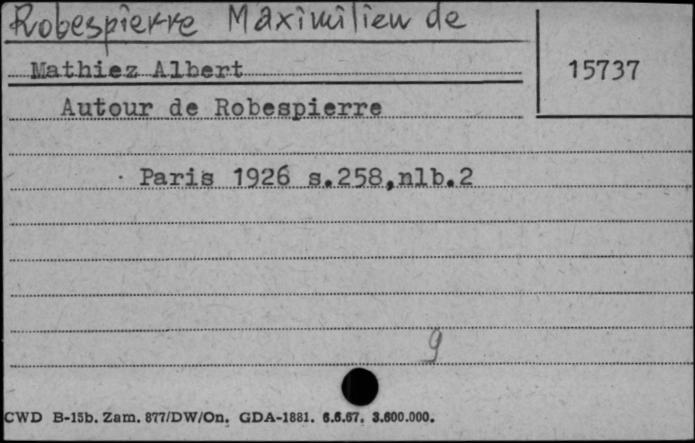 Robespierre Maximilien de
Mathiez Albert
15737
Autour de Robespierre
Paris 1926 s.258,nlb.2
9
CWD B-15b. Zam. 877/DW/On. GDA-1881. 6.6.67. 3.600.000.